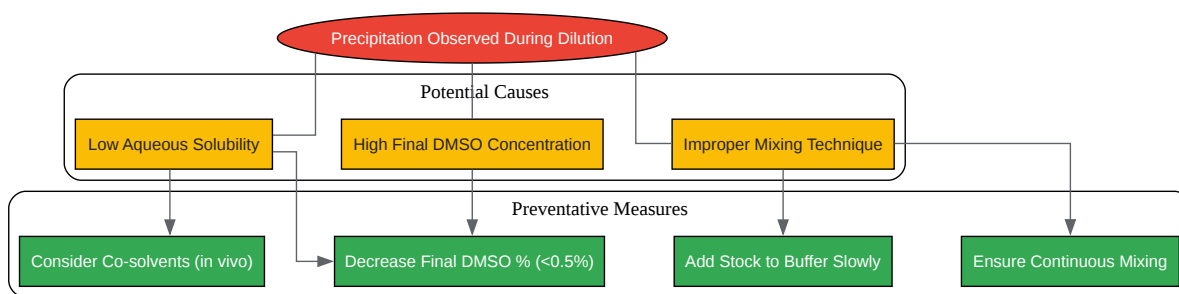 Precipitation Observed During Dilution
Potential Causes
Low Aqueous Solubility
High Final DMSO Concentration
Improper Mixing Technique
Preventative Measures
Consider Co-solvents (in vivo)
Decrease Final DMSO % (<0.5%)
Add Stock to Buffer Slowly
Ensure Continuous Mixing